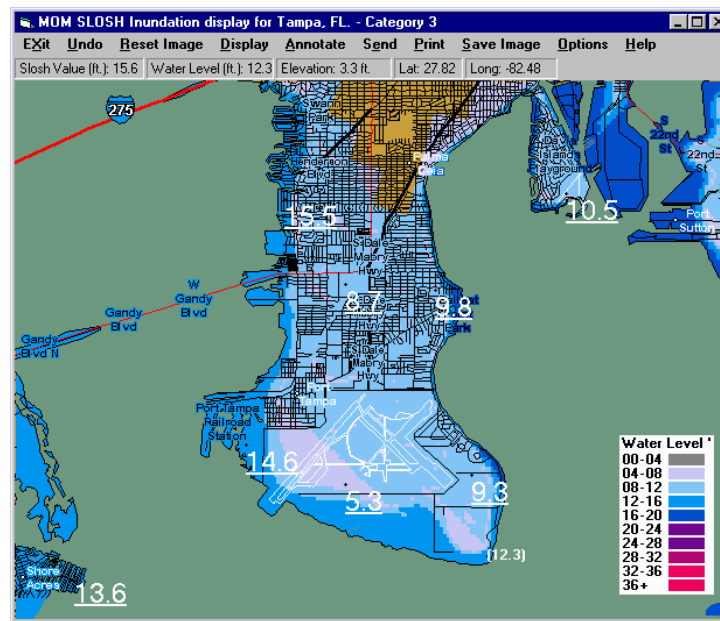 MOM SLOSH Inundation display for Tampa, FL. - Category 3
EXit Undo Reset Image Display Annotate Send Print Save Image Options Help
Slosh Value (ft.): 15.6 Water Level (ft.): 12.3 Elevation: 3.3 ft. Lat: 27.82 Long: -82.48
275
Swann
Park
Henderson
Blvd
Palma
Ceia
Davis
Islands
Playground
S
22nd
St
S
22nd
St
10.5
Port
Sutton
15.5
S Dale
Mabry
Hwy
W
Gandy
Blvd
Gandy
Blvd
Gandy
Blvd N
8.7
9.8
Park
S Dale
Mabry
Hwy
Port
Tampa
Port Tampa
Railroad
Station
14.6
5.3
9.3
(12.3)
Shore
Acres
13.6
Water Level '
00-04
04-08
08-12
12-16
16-20
20-24
24-28
28-32
32-36
36+